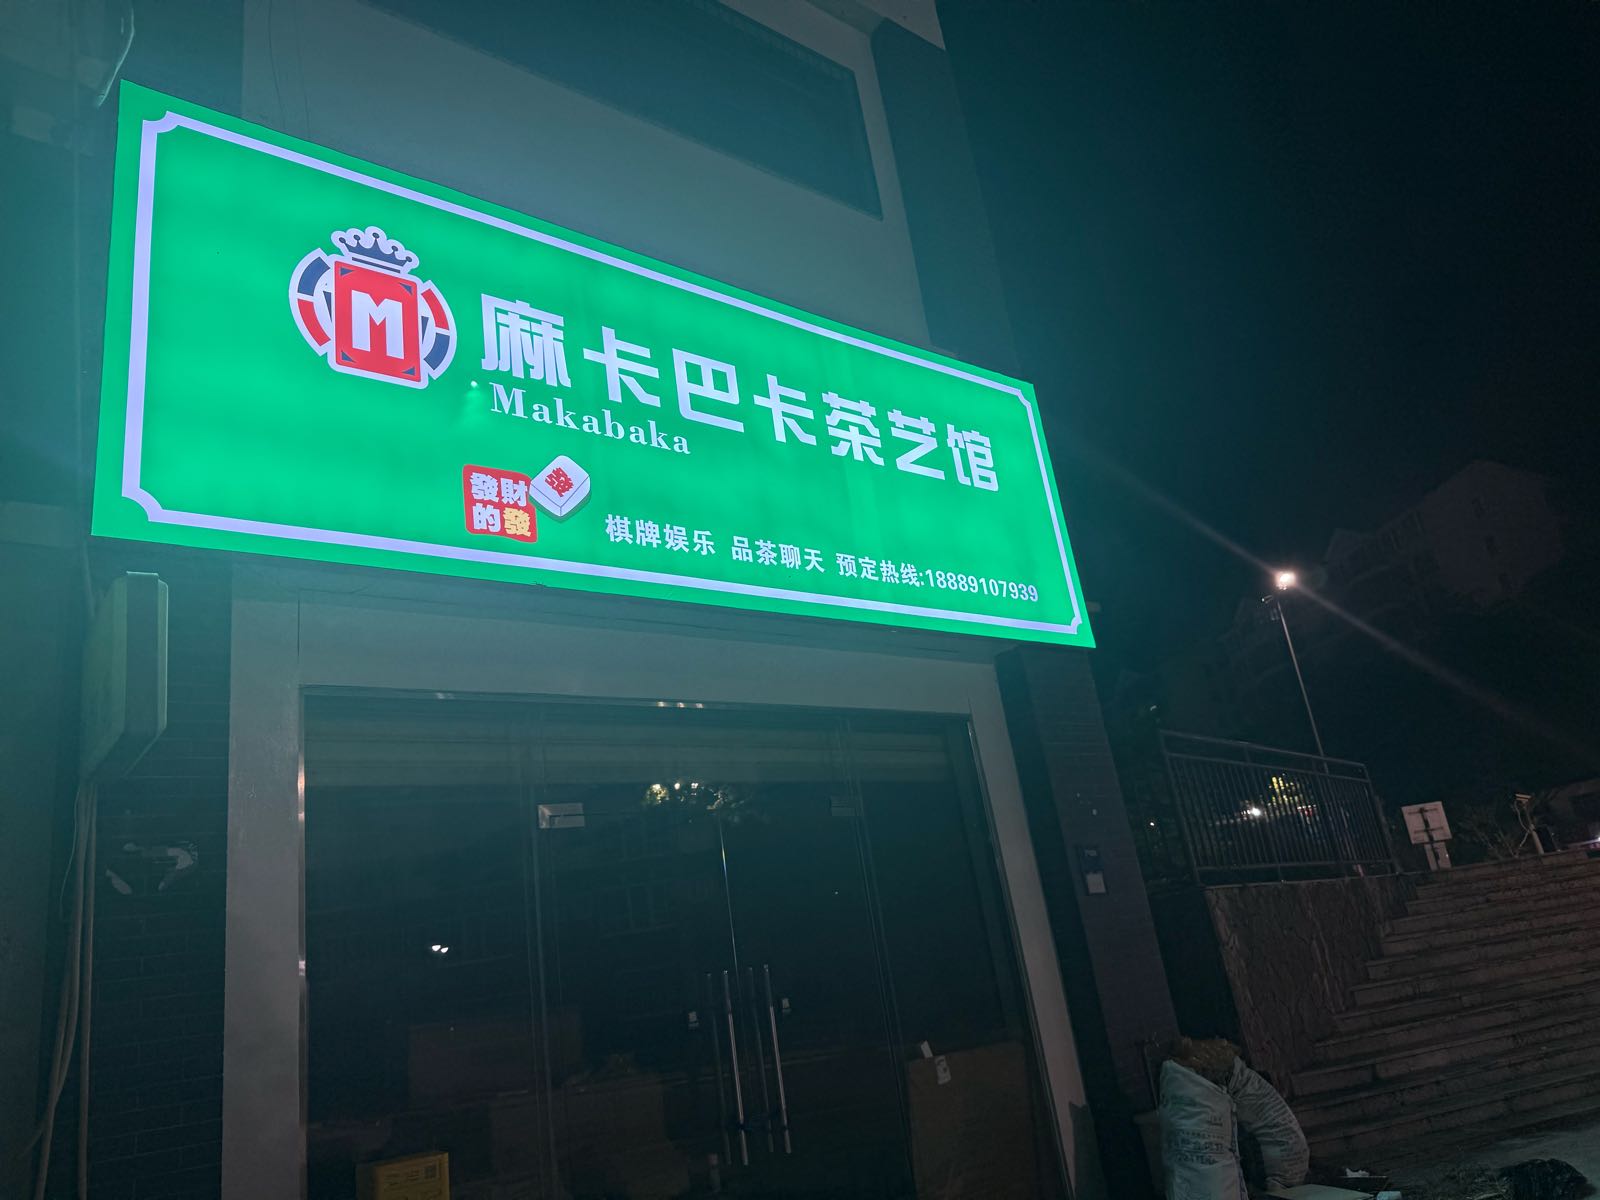 M
麻卡巴卡茶艺馆
Makabaka
發財
的發
發
棋牌娱乐 品茶聊天 预定热线:18889107939